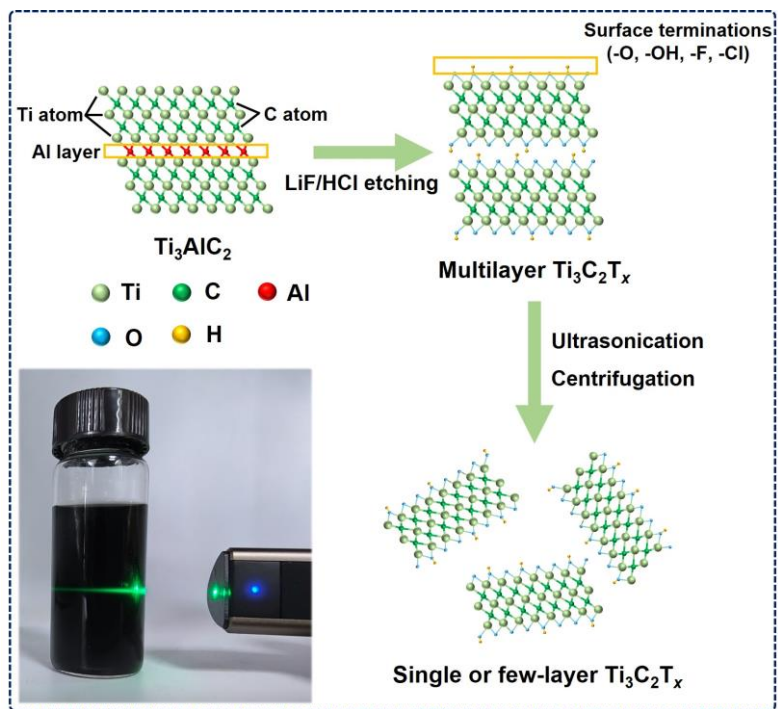 Surface terminations
(-O, -OH, -F, -Cl)
Ti atom
C atom
Al layer
LiF/HCl etching
Ti₃AlC₂
Multilayer Ti₃C₂Tₓ
Ti
C
Al
O
H
Ultrasonication
Centrifugation
Single or few-layer Ti₃C₂Tₓ